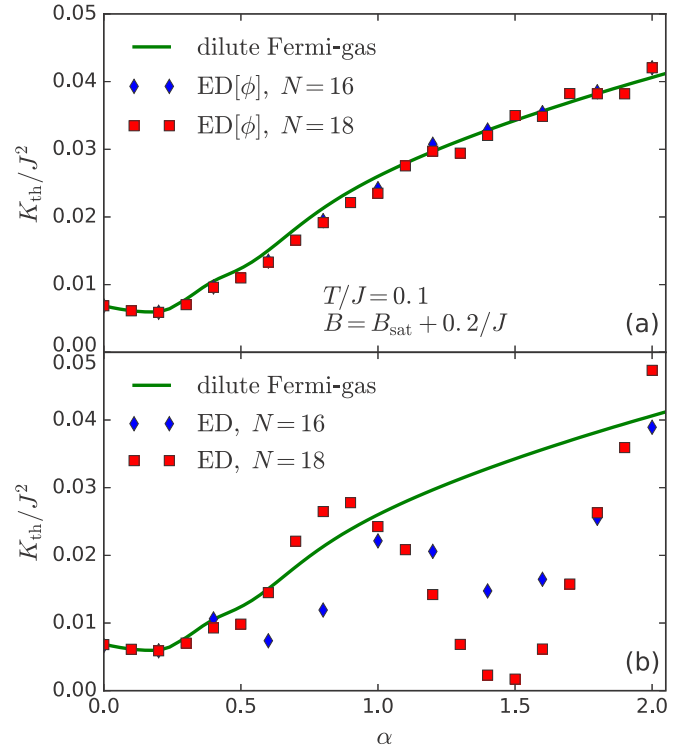 0.05
0.04
0.03
0.02
0.01
0.00
K_th/J²
dilute Fermi-gas
ED[ϕ], N = 16
ED[ϕ], N = 18
T/J = 0.1
B = B_sat + 0.2/J
(a)
0.05
0.04
0.03
0.02
0.01
0.00
K_th/J²
dilute Fermi-gas
ED, N = 16
ED, N = 18
(b)
0.0 0.5 1.0 1.5 2.0
α